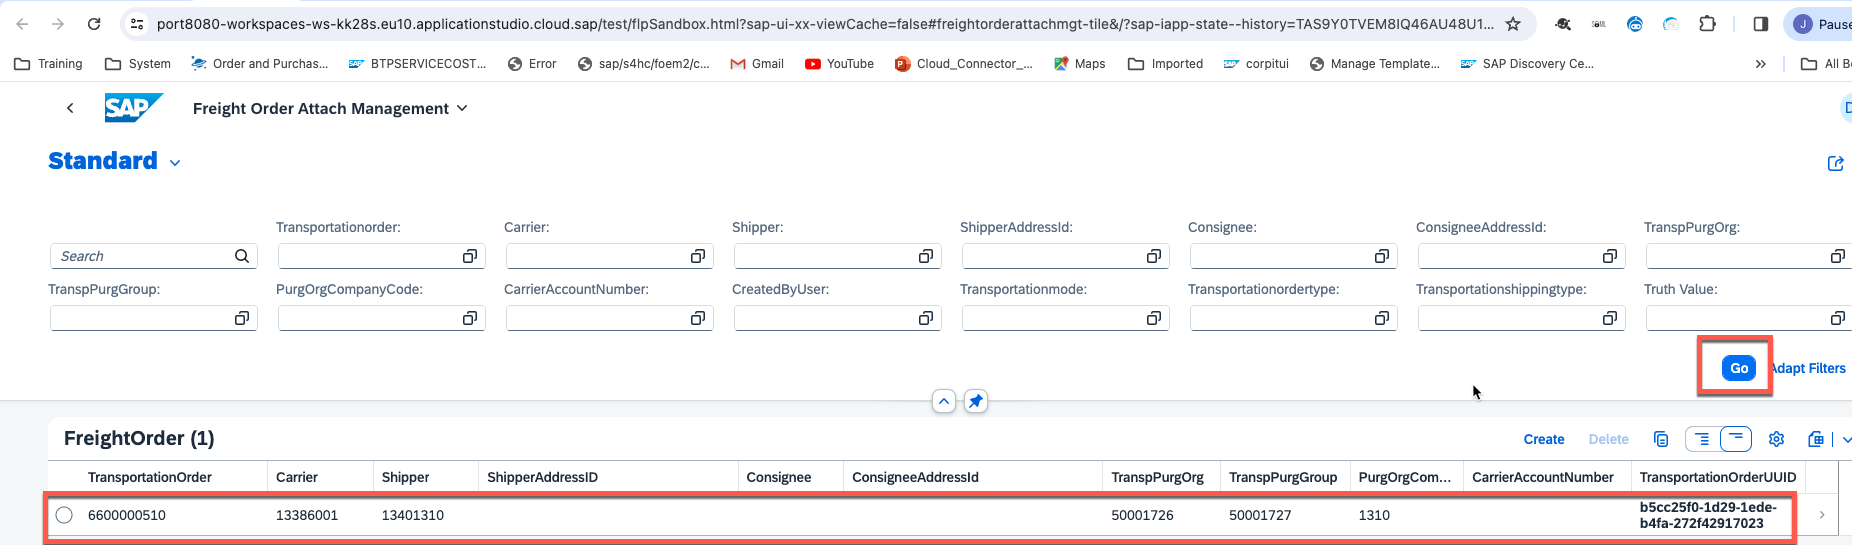 port8080-workspaces-ws-kk28s.eu10.applicationstudio.cloud.sap/test/flpSandbox.html?sap-ui-xx-viewCache=false#freightorderattachmgt-tile&/?sap-iapp-state--history=TAS9Y0TVEM8IQ46AU48U1... J Pause
Training System Order and Purchas... BTPSERVICECOST... Error sap/s4hc/foem2/c... Gmail YouTube Cloud_Connector_... Maps Imported corpitui Manage Template... SAP Discovery Ce... » All Bo
SAP Freight Order Attach Management D
Standard
Transportationorder: Carrier: Shipper: ShipperAddressId: Consignee: ConsigneeAddressId: TranspPurgOrg:
Search
TranspPurgGroup: PurgOrgCompanyCode: CarrierAccountNumber: CreatedByUser: Transportationmode: Transportationordertype: Transportationshippingtype: Truth Value:
Go Adapt Filters
FreightOrder (1) Create Delete
TransportationOrder Carrier Shipper ShipperAddressID Consignee ConsigneeAddressId TranspPurgOrg TranspPurgGroup PurgOrgCom... CarrierAccountNumber TransportationOrderUUID
6600000510 13386001 13401310 50001726 50001727 1310 b5cc25f0-1d29-1ede-
b4fa-272f42917023